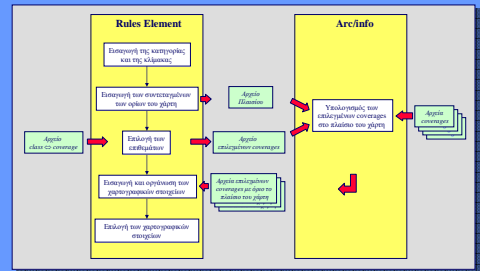 Rules Element
Arc/info
Εισαγωγή της κατηγορίας
και της κλίμακας
Εισαγωγή των συντεταγμένων
των ορίων του χάρτη
Αρχείο
Πλαισίου
Υπολογισμός των
επιλεγμένων coverages
στο πλαίσιο του χάρτη
Αρχεία
coverages
Αρχείο
class ⇔ coverage
Επιλογή των
επιθεμάτων
Αρχείο
επιλεγμένων coverages
Εισαγωγή και οργάνωση των
χαρτογραφικών στοιχείων
Αρχεία επιλεγμένων
coverages με όρια το
πλαίσιο του χάρτη
Επιλογή των χαρτογραφικών
στοιχείων